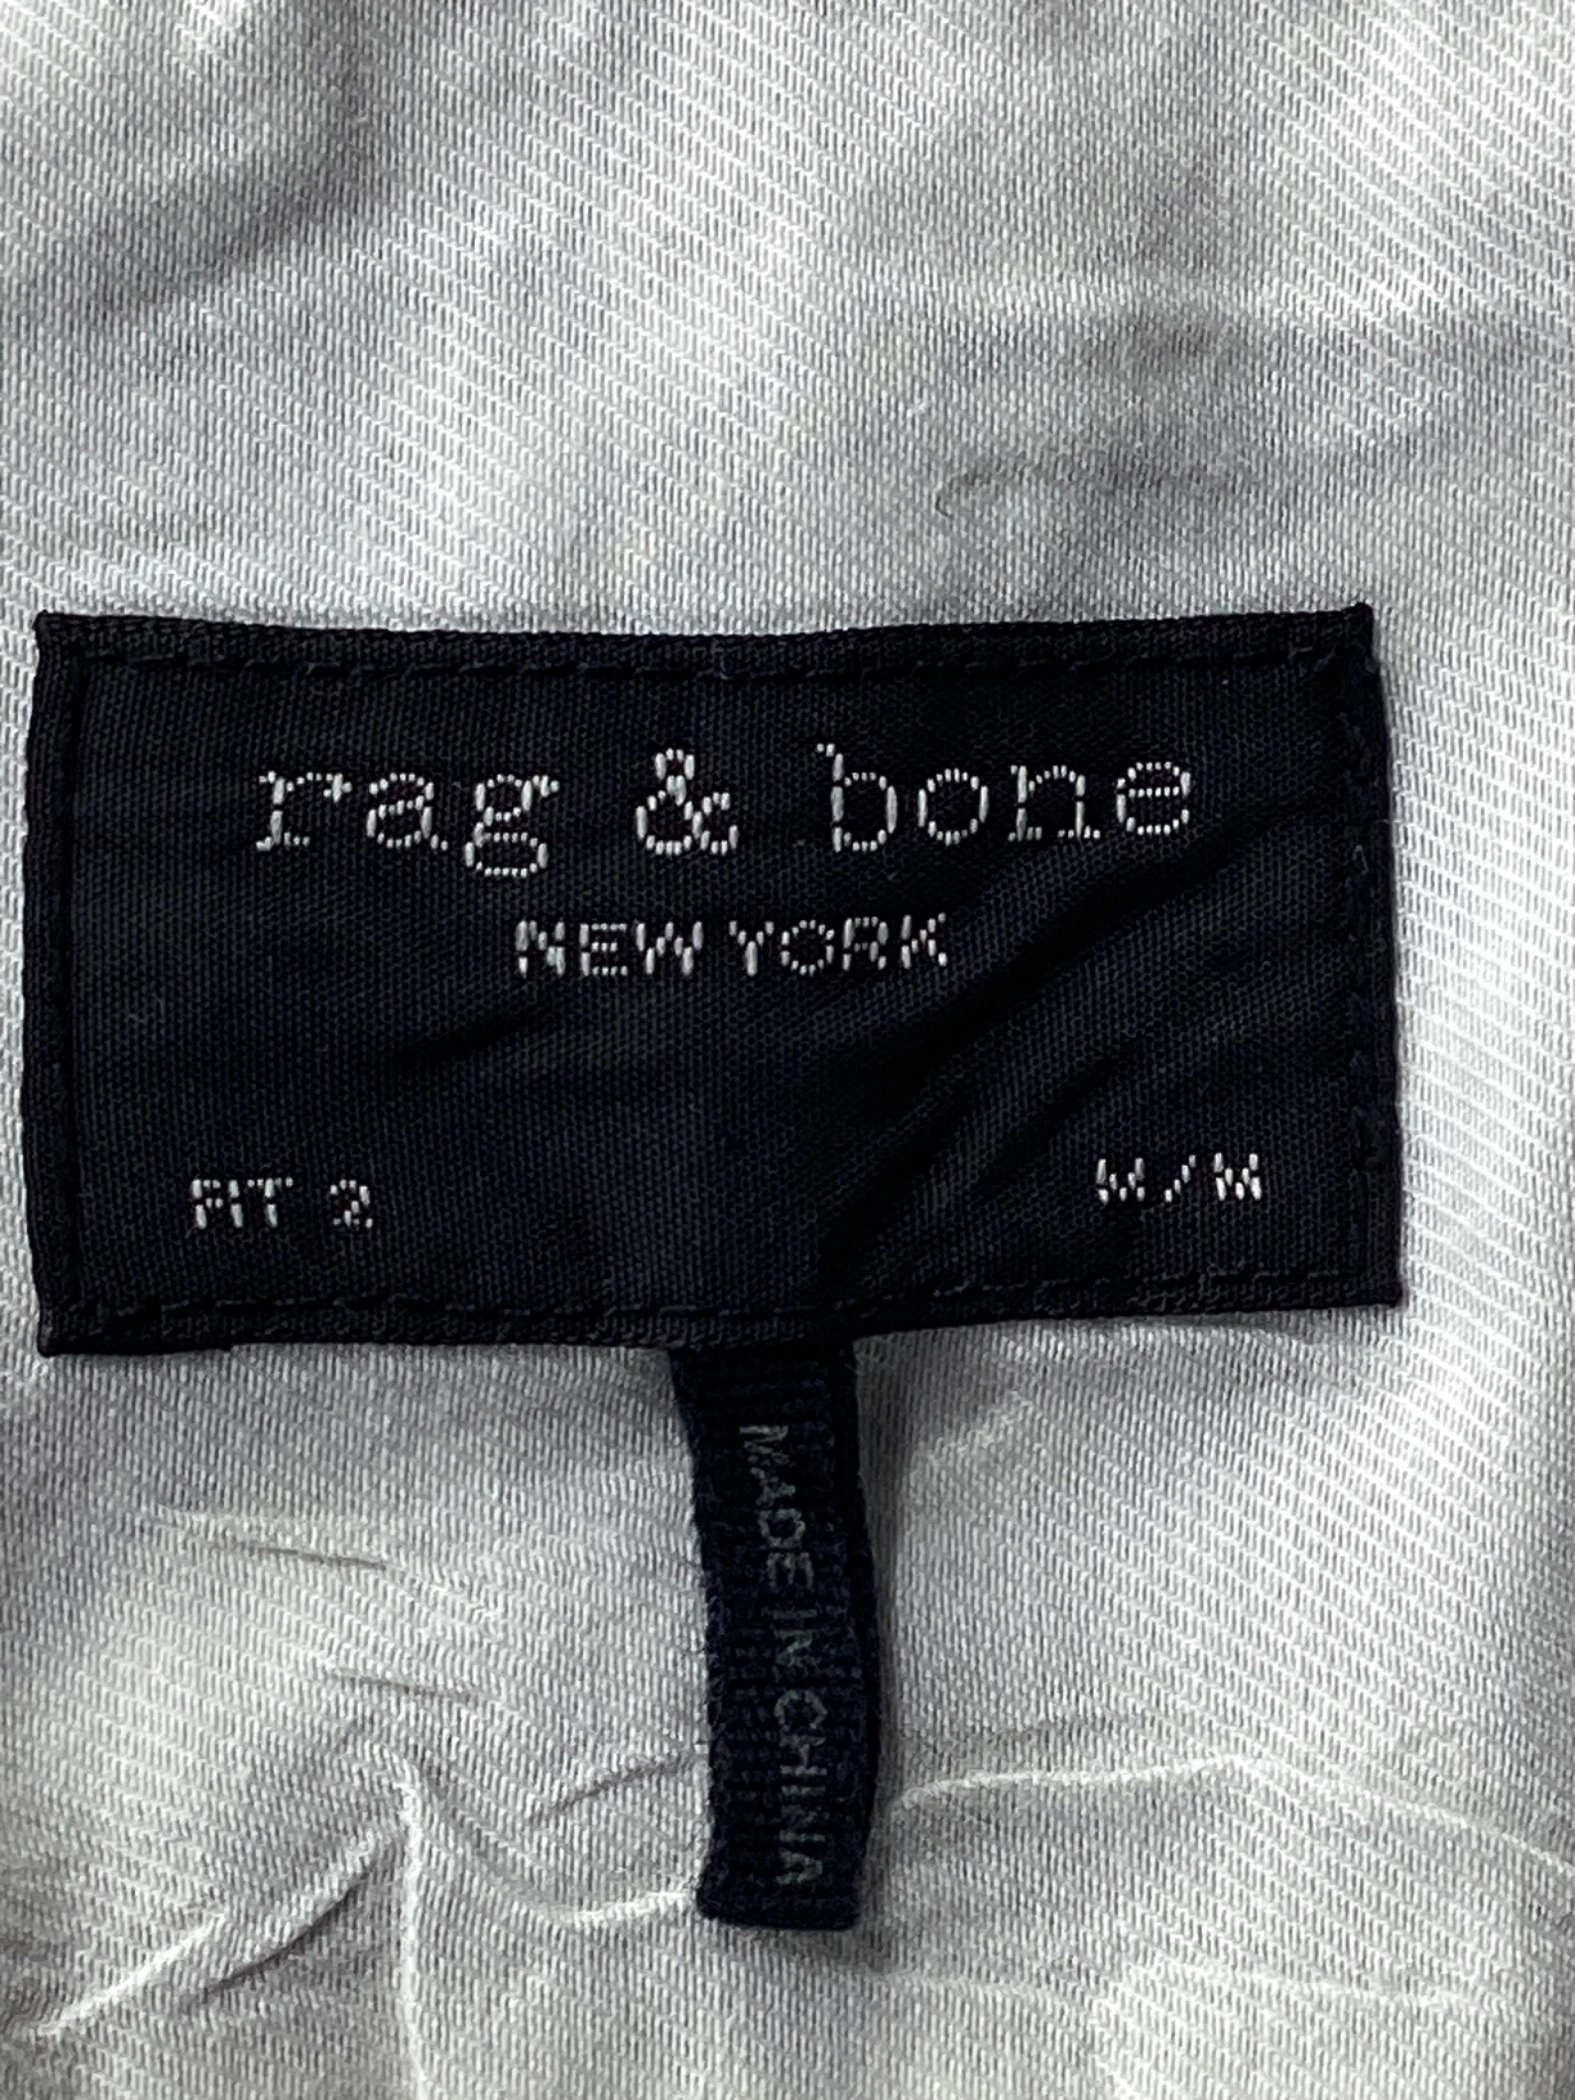 rag & bone
NEW YORK
FIT 2
M/M
MADE IN CHINA